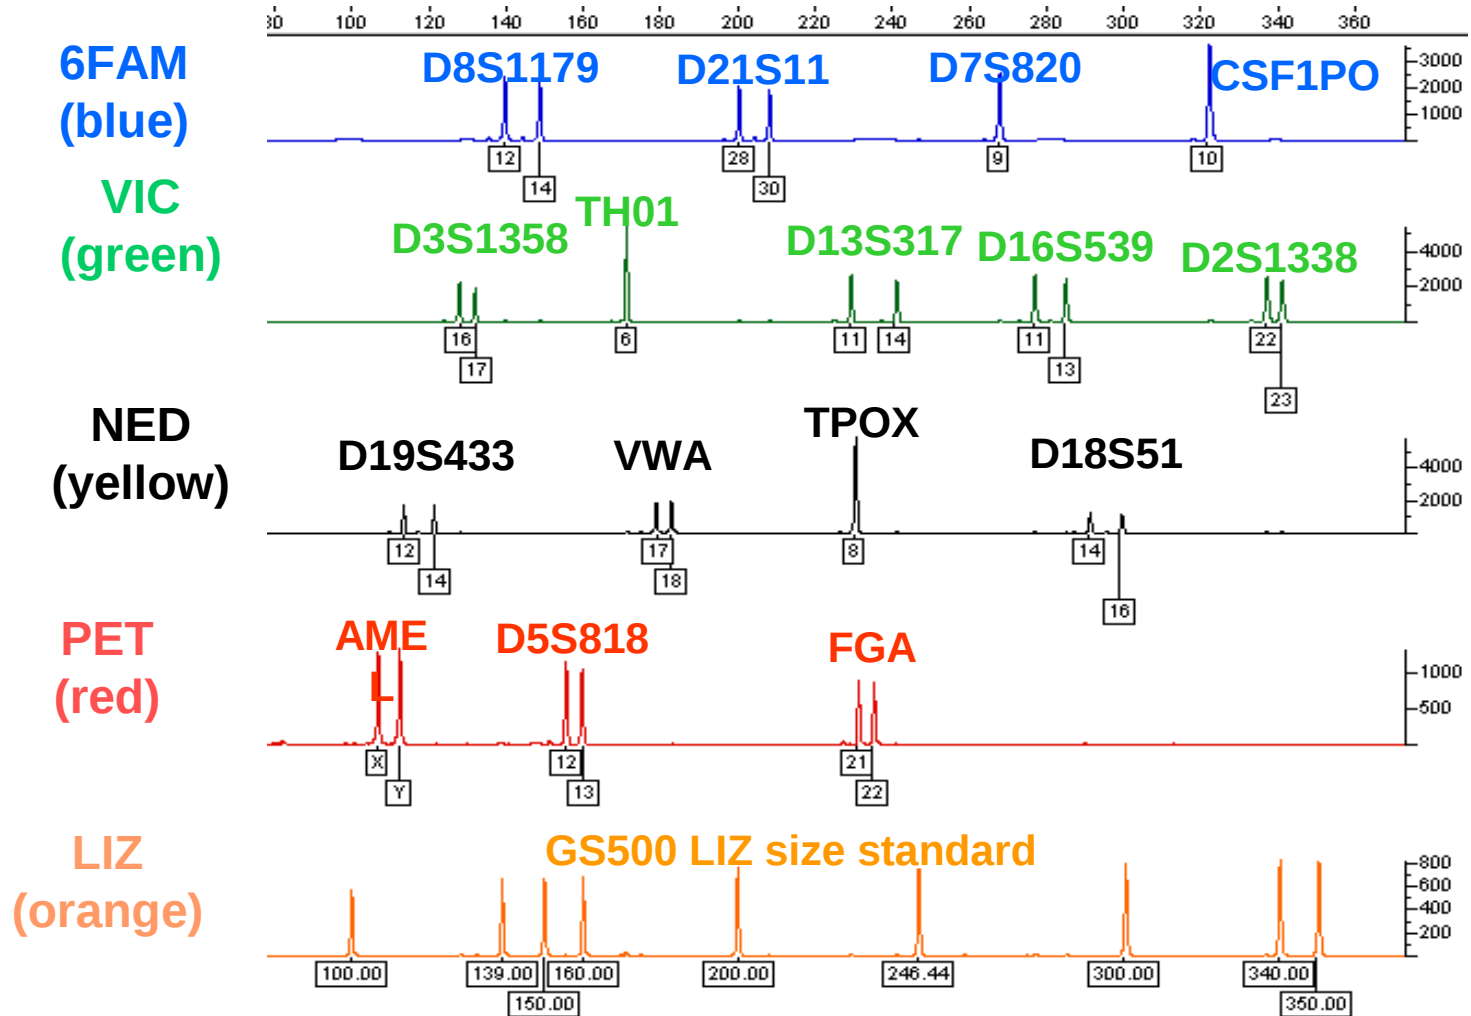 80 100 120 140 160 180 200 220 240 260 280 300 320 340 360
6FAM
(blue)
D8S1179 D21S11 D7S820 CSF1PO
3000
2000
1000
12 28 9 10
14 30
VIC
(green)
D3S1358 TH01 D13S317 D16S539 D2S1338
4000
2000
16 6 11 14 11 22
17 13
23
NED
(yellow)
D19S433 VWA TPOX D18S51
4000
2000
12 17 8 14
14 18
16
PET
(red)
AME
L
D5S818 FGA
1000
500
X 12 21
Y 13 22
LIZ
(orange)
GS500 LIZ size standard
800
600
400
200
100.00 139.00 160.00 200.00 246.44 300.00 340.00
150.00 350.00